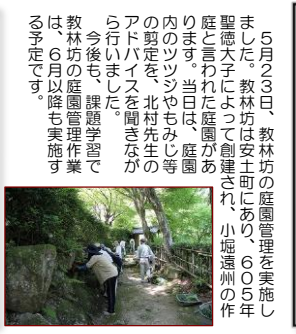 ５月２３日、教林坊の庭園管理を実施し
ました。教林坊は安土町にあり、６０５年
聖徳太子によって創建され、小堀遠州の作
庭と言われた庭園があ
ります。当日は、庭園
内のツツジやもみじ等
の剪定を、北村先生の
アドバイスを聞きなが
ら行いました。
　今後も、課題学習で
教林坊の庭園管理作業
は、６月以降も実施す
る予定です。